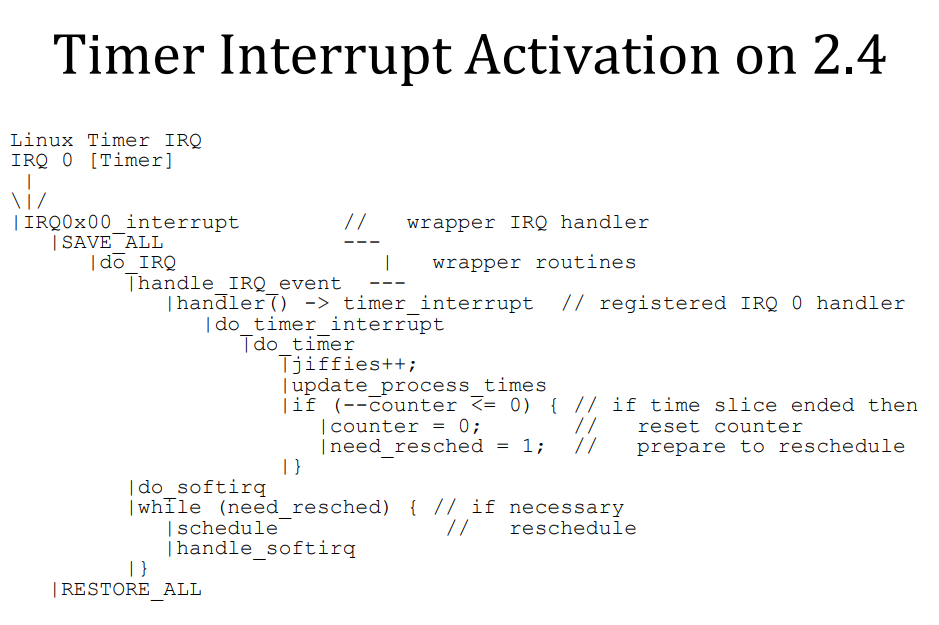 Timer Interrupt Activation on 2.4
Linux Timer IRQ
IRQ 0 [Timer]
 |
\|/
|IRQ0x00_interrupt        //   wrapper IRQ handler
   |SAVE_ALL              ---
      |do_IRQ                |   wrapper routines
         |handle_IRQ_event  ---
            |handler() -> timer_interrupt  // registered IRQ 0 handler
               |do_timer_interrupt
                  |do_timer
                     |jiffies++;
                     |update_process_times
                     |if (--counter <= 0) { // if time slice ended then
                        |counter = 0;       //   reset counter
                        |need_resched = 1;  //   prepare to reschedule
                     |}
         |do_softirq
         |while (need_resched) { // if necessary
            |schedule             //   reschedule
            |handle_softirq
         |}
   |RESTORE_ALL